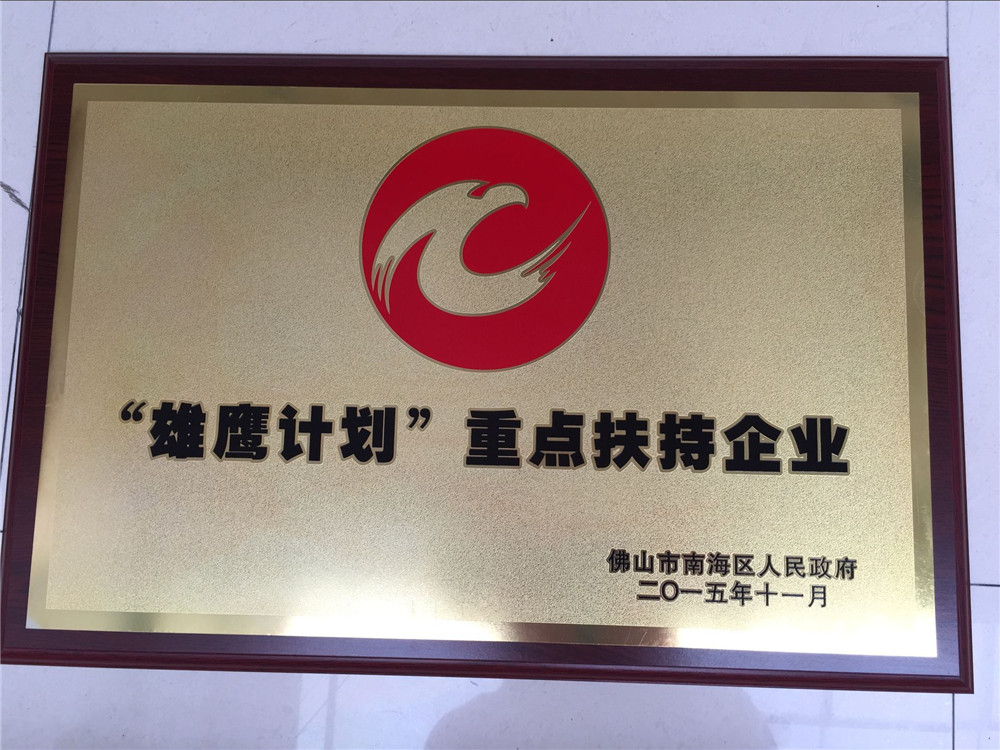 “雄鹰计划”重点扶持企业
佛山市南海区人民政府
二〇一五年十一月